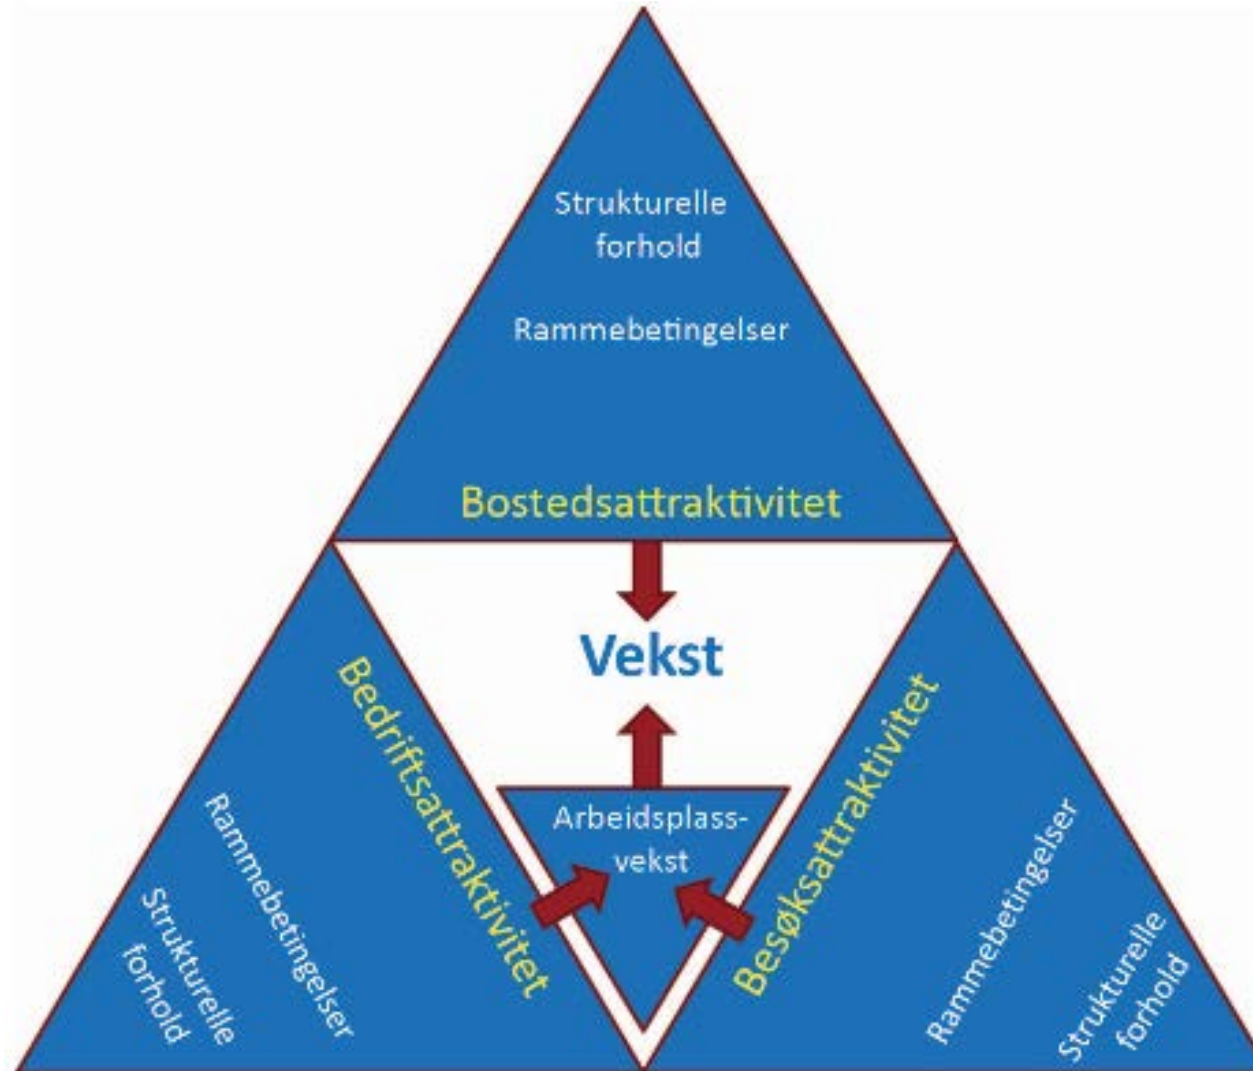 Strukturelle
forhold
Rammebetingelser
Bostedsattraktivitet
Vekst
Bedriftsattraktivitet
Rammebetingelser
Strukturelle
forhold
Arbeidsplass-
vekst
Besøksattraktivitet
Rammebetingelser
Strukturelle
forhold